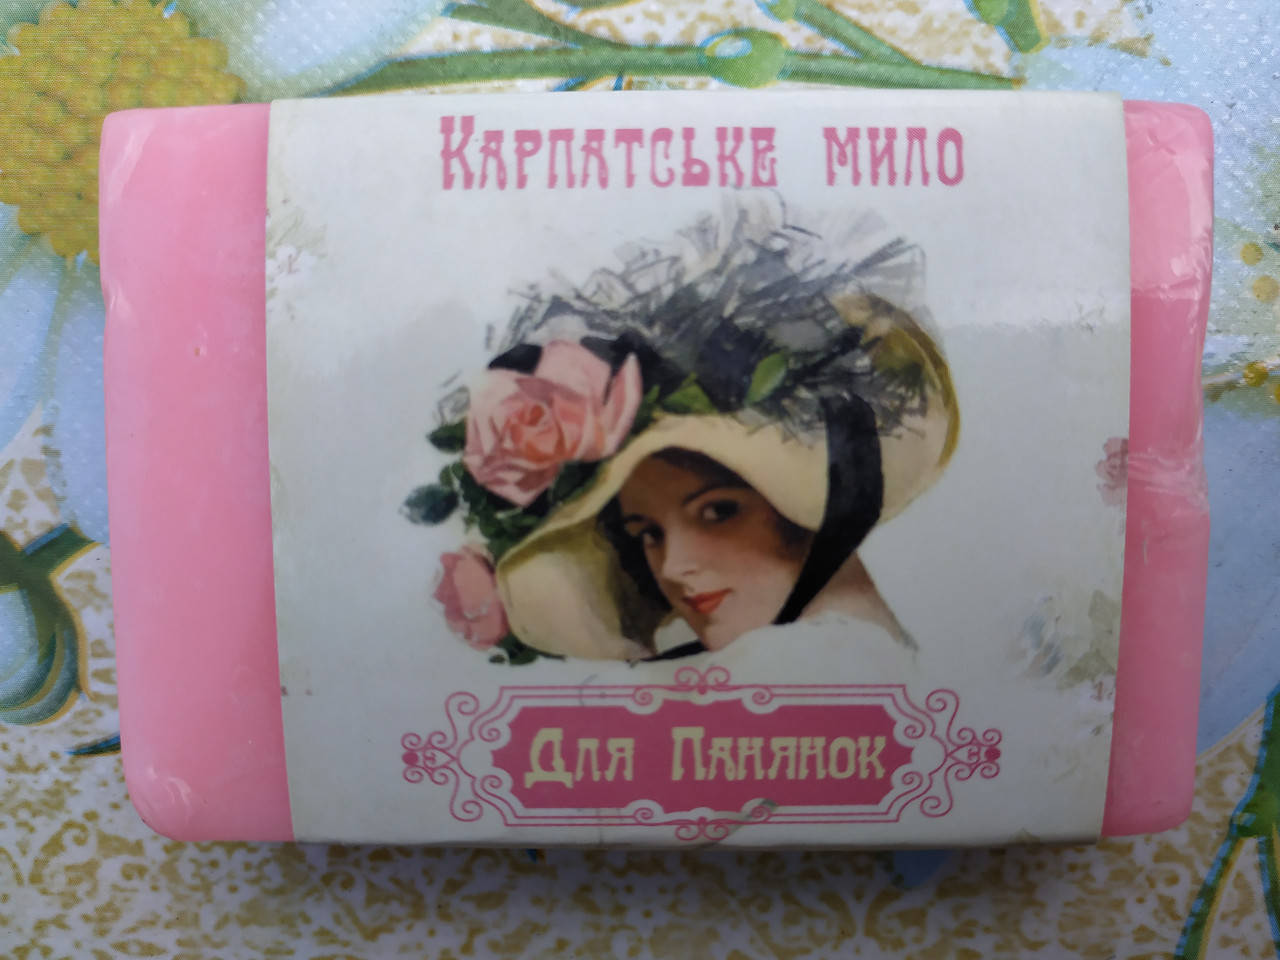 Карпатське мило
Для Панянок